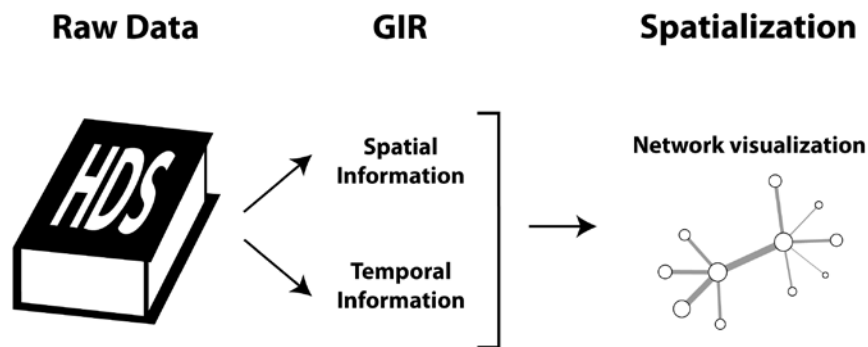 Raw Data
GIR
Spatialization
HDS
Spatial
Information
Temporal
Information
Network visualization